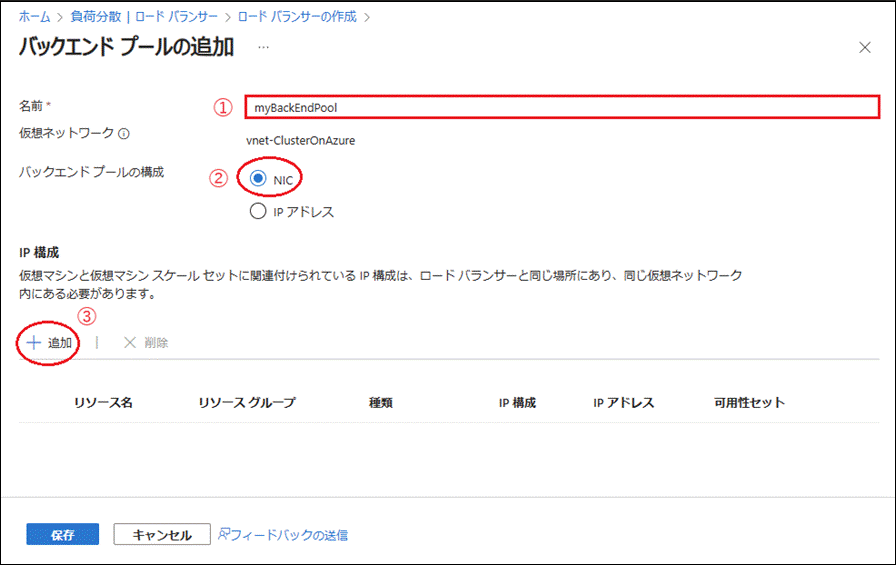 ホーム > 負荷分散 | ロード バランサー > ロード バランサーの作成 >
バックエンド プールの追加 ...
名前 * ① myBackEndPool
仮想ネットワーク vnet-ClusterOnAzure
バックエンド プールの構成 ② NIC
IP アドレス
IP 構成
仮想マシンと仮想マシン スケール セットに関連付けられている IP 構成は、ロード バランサーと同じ場所にあり、同じ仮想ネットワーク
内にある必要があります。
③
追加 | 削除
リソース名 リソース グループ 種類 IP 構成 IP アドレス 可用性セット
保存 キャンセル フィードバックの送信